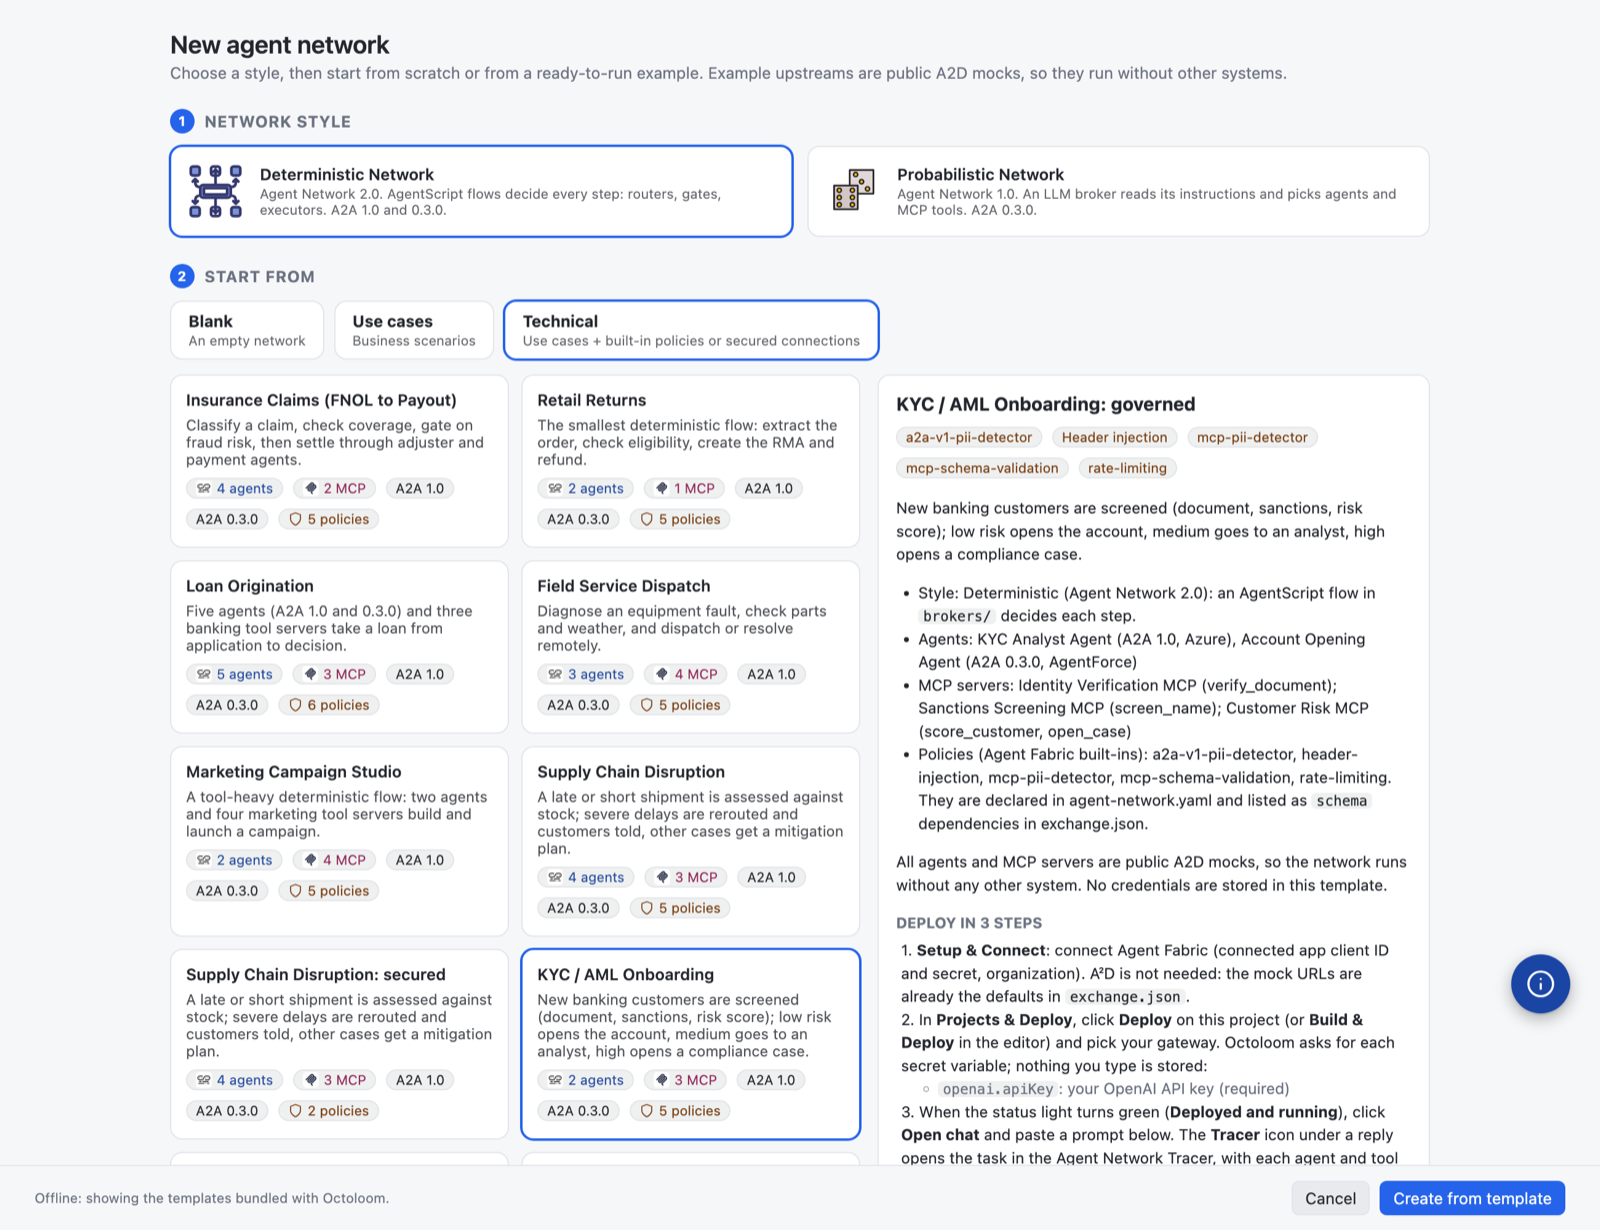 New agent network
Choose a style, then start from scratch or from a ready-to-run example. Example upstreams are public A2D mocks, so they run without other systems.
1 NETWORK STYLE
Deterministic Network
Agent Network 2.0. AgentScript flows decide every step: routers, gates,
executors. A2A 1.0 and 0.3.0.
Probabilistic Network
Agent Network 1.0. An LLM broker reads its instructions and picks agents and
MCP tools. A2A 0.3.0.
2 START FROM
Blank
An empty network
Use cases
Business scenarios
Technical
Use cases + built-in policies or secured connections
Insurance Claims (FNOL to Payout)
Classify a claim, check coverage, gate on
fraud risk, then settle through adjuster and
payment agents.
4 agents 2 MCP A2A 1.0
A2A 0.3.0 5 policies
Retail Returns
The smallest deterministic flow: extract the
order, check eligibility, create the RMA and
refund.
2 agents 1 MCP A2A 1.0
A2A 0.3.0 5 policies
Loan Origination
Five agents (A2A 1.0 and 0.3.0) and three
banking tool servers take a loan from
application to decision.
5 agents 3 MCP A2A 1.0
A2A 0.3.0 6 policies
Field Service Dispatch
Diagnose an equipment fault, check parts
and weather, and dispatch or resolve
remotely.
3 agents 4 MCP A2A 1.0
A2A 0.3.0 5 policies
Marketing Campaign Studio
A tool-heavy deterministic flow: two agents
and four marketing tool servers build and
launch a campaign.
2 agents 4 MCP A2A 1.0
A2A 0.3.0 5 policies
Supply Chain Disruption
A late or short shipment is assessed against
stock; severe delays are rerouted and
customers told, other cases get a mitigation
plan.
4 agents 3 MCP A2A 1.0
A2A 0.3.0 5 policies
Supply Chain Disruption: secured
A late or short shipment is assessed against
stock; severe delays are rerouted and
customers told, other cases get a mitigation
plan.
4 agents 3 MCP A2A 1.0
A2A 0.3.0 2 policies
KYC / AML Onboarding
New banking customers are screened
(document, sanctions, risk score); low risk
opens the account, medium goes to an
analyst, high opens a compliance case.
2 agents 3 MCP A2A 1.0
A2A 0.3.0 5 policies
KYC / AML Onboarding: governed
a2a-v1-pii-detector Header injection mcp-pii-detector
mcp-schema-validation rate-limiting
New banking customers are screened (document, sanctions, risk
score); low risk opens the account, medium goes to an analyst, high
opens a compliance case.
• Style: Deterministic (Agent Network 2.0): an AgentScript flow in
brokers/ decides each step.
• Agents: KYC Analyst Agent (A2A 1.0, Azure), Account Opening
Agent (A2A 0.3.0, AgentForce)
• MCP servers: Identity Verification MCP (verify_document);
Sanctions Screening MCP (screen_name); Customer Risk MCP
(score_customer, open_case)
• Policies (Agent Fabric built-ins): a2a-v1-pii-detector, header-
injection, mcp-pii-detector, mcp-schema-validation, rate-limiting.
They are declared in agent-network.yaml and listed as schema
dependencies in exchange.json.
All agents and MCP servers are public A2D mocks, so the network runs
without any other system. No credentials are stored in this template.
DEPLOY IN 3 STEPS
1. Setup & Connect: connect Agent Fabric (connected app client ID
and secret, organization). A²D is not needed: the mock URLs are
already the defaults in exchange.json.
2. In Projects & Deploy, click Deploy on this project (or Build &
Deploy in the editor) and pick your gateway. Octoloom asks for each
secret variable; nothing you type is stored:
◦ openai.apiKey: your OpenAI API key (required)
3. When the status light turns green (Deployed and running), click
Open chat and paste a prompt below. The Tracer icon under a reply
opens the task in the Agent Network Tracer, with each agent and tool
Offline: showing the templates bundled with Octoloom.
Cancel
Create from template